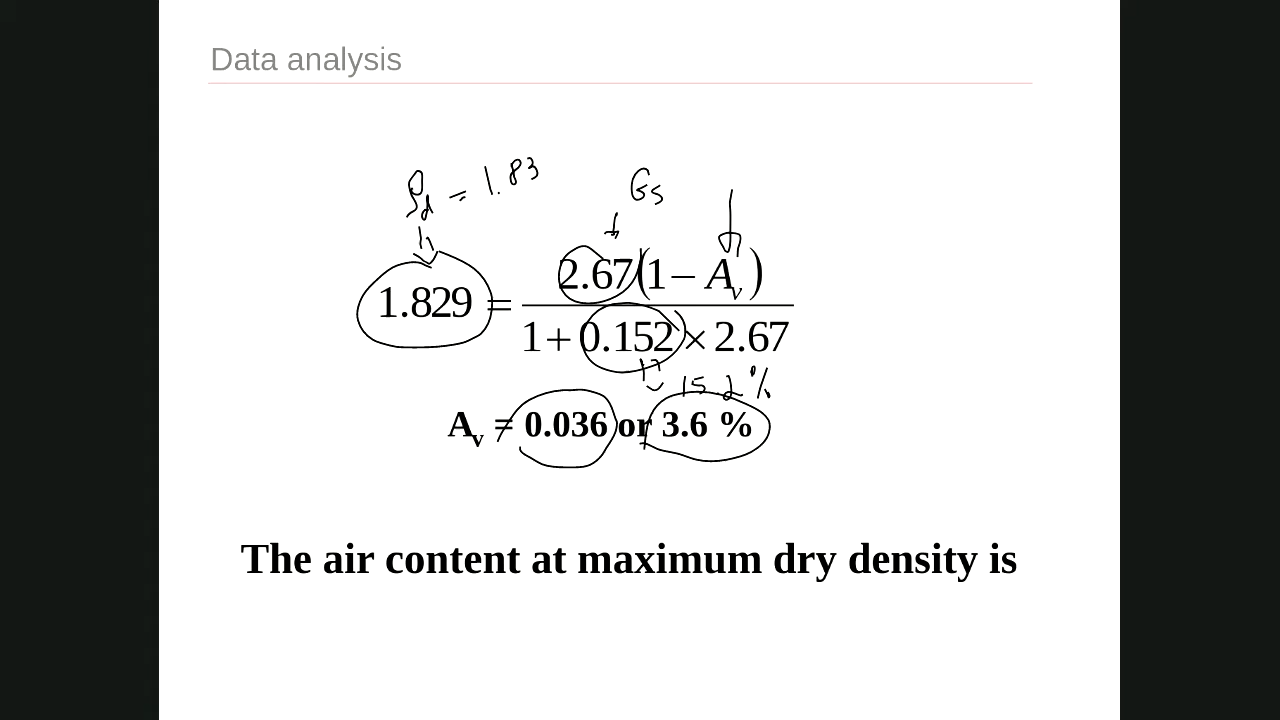 Data analysis
ρd = 1.83
Gs
1.829 = 2.67(1 − Av) / 1 + 0.152 × 2.67
15.2 %
Av = 0.036 or 3.6 %
The air content at maximum dry density is